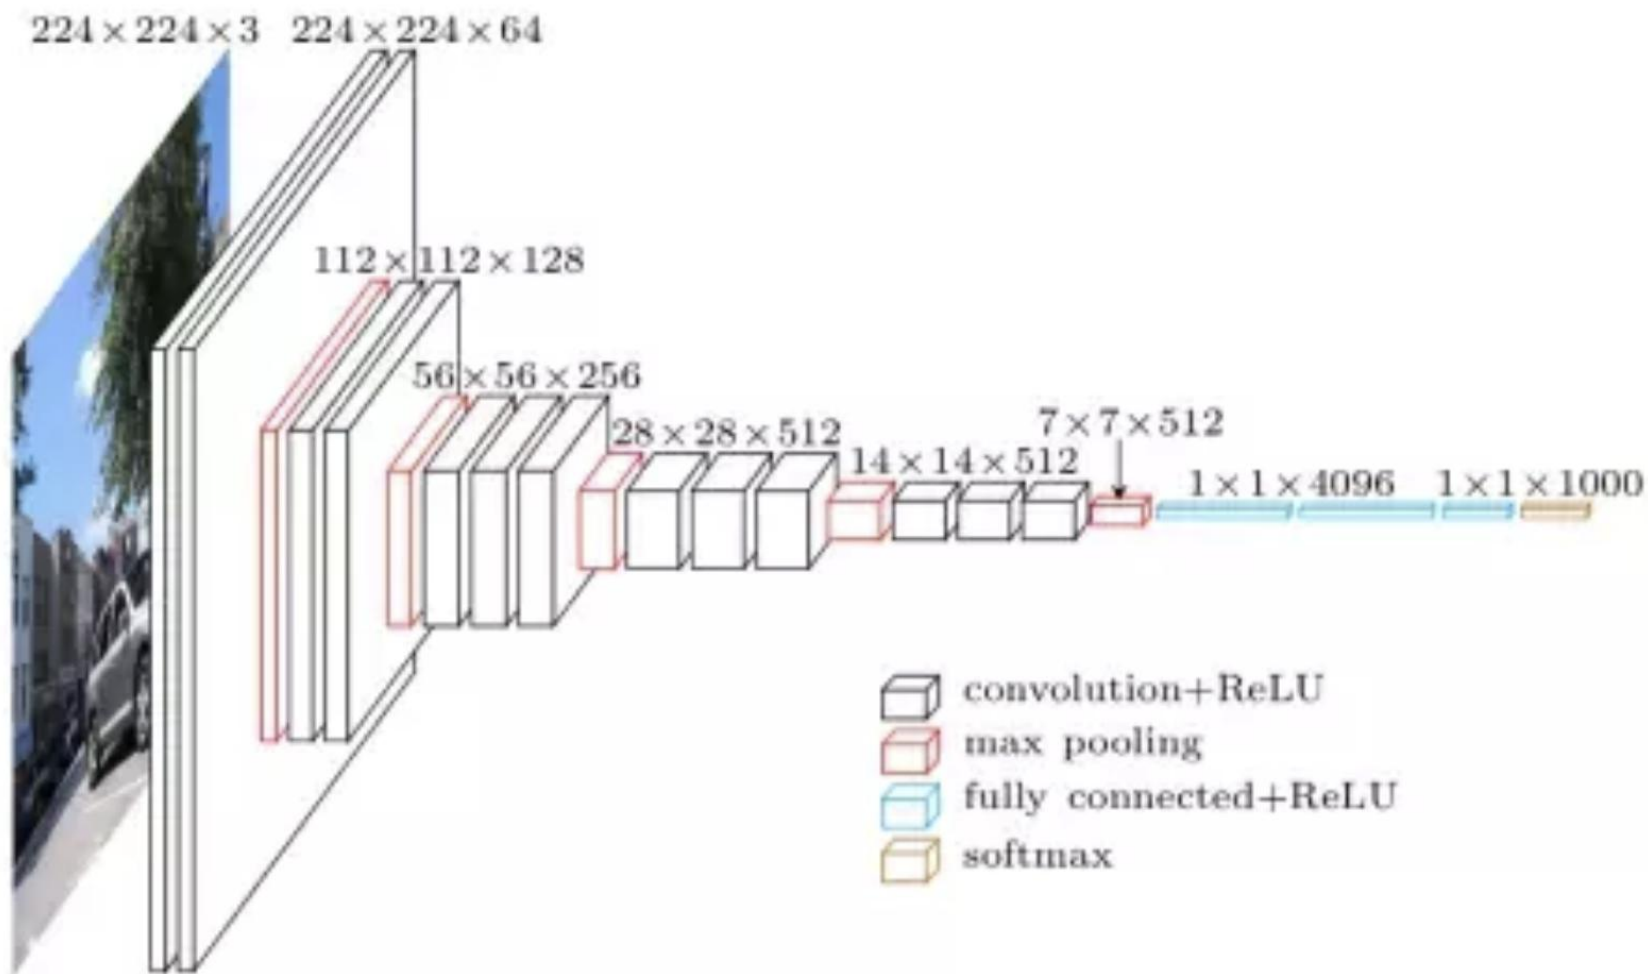 224×224×3
224×224×64
112×112×128
56×56×256
28×28×512
14×14×512
7×7×512
1×1×4096
1×1×1000
convolution+ReLU
max pooling
fully connected+ReLU
softmax